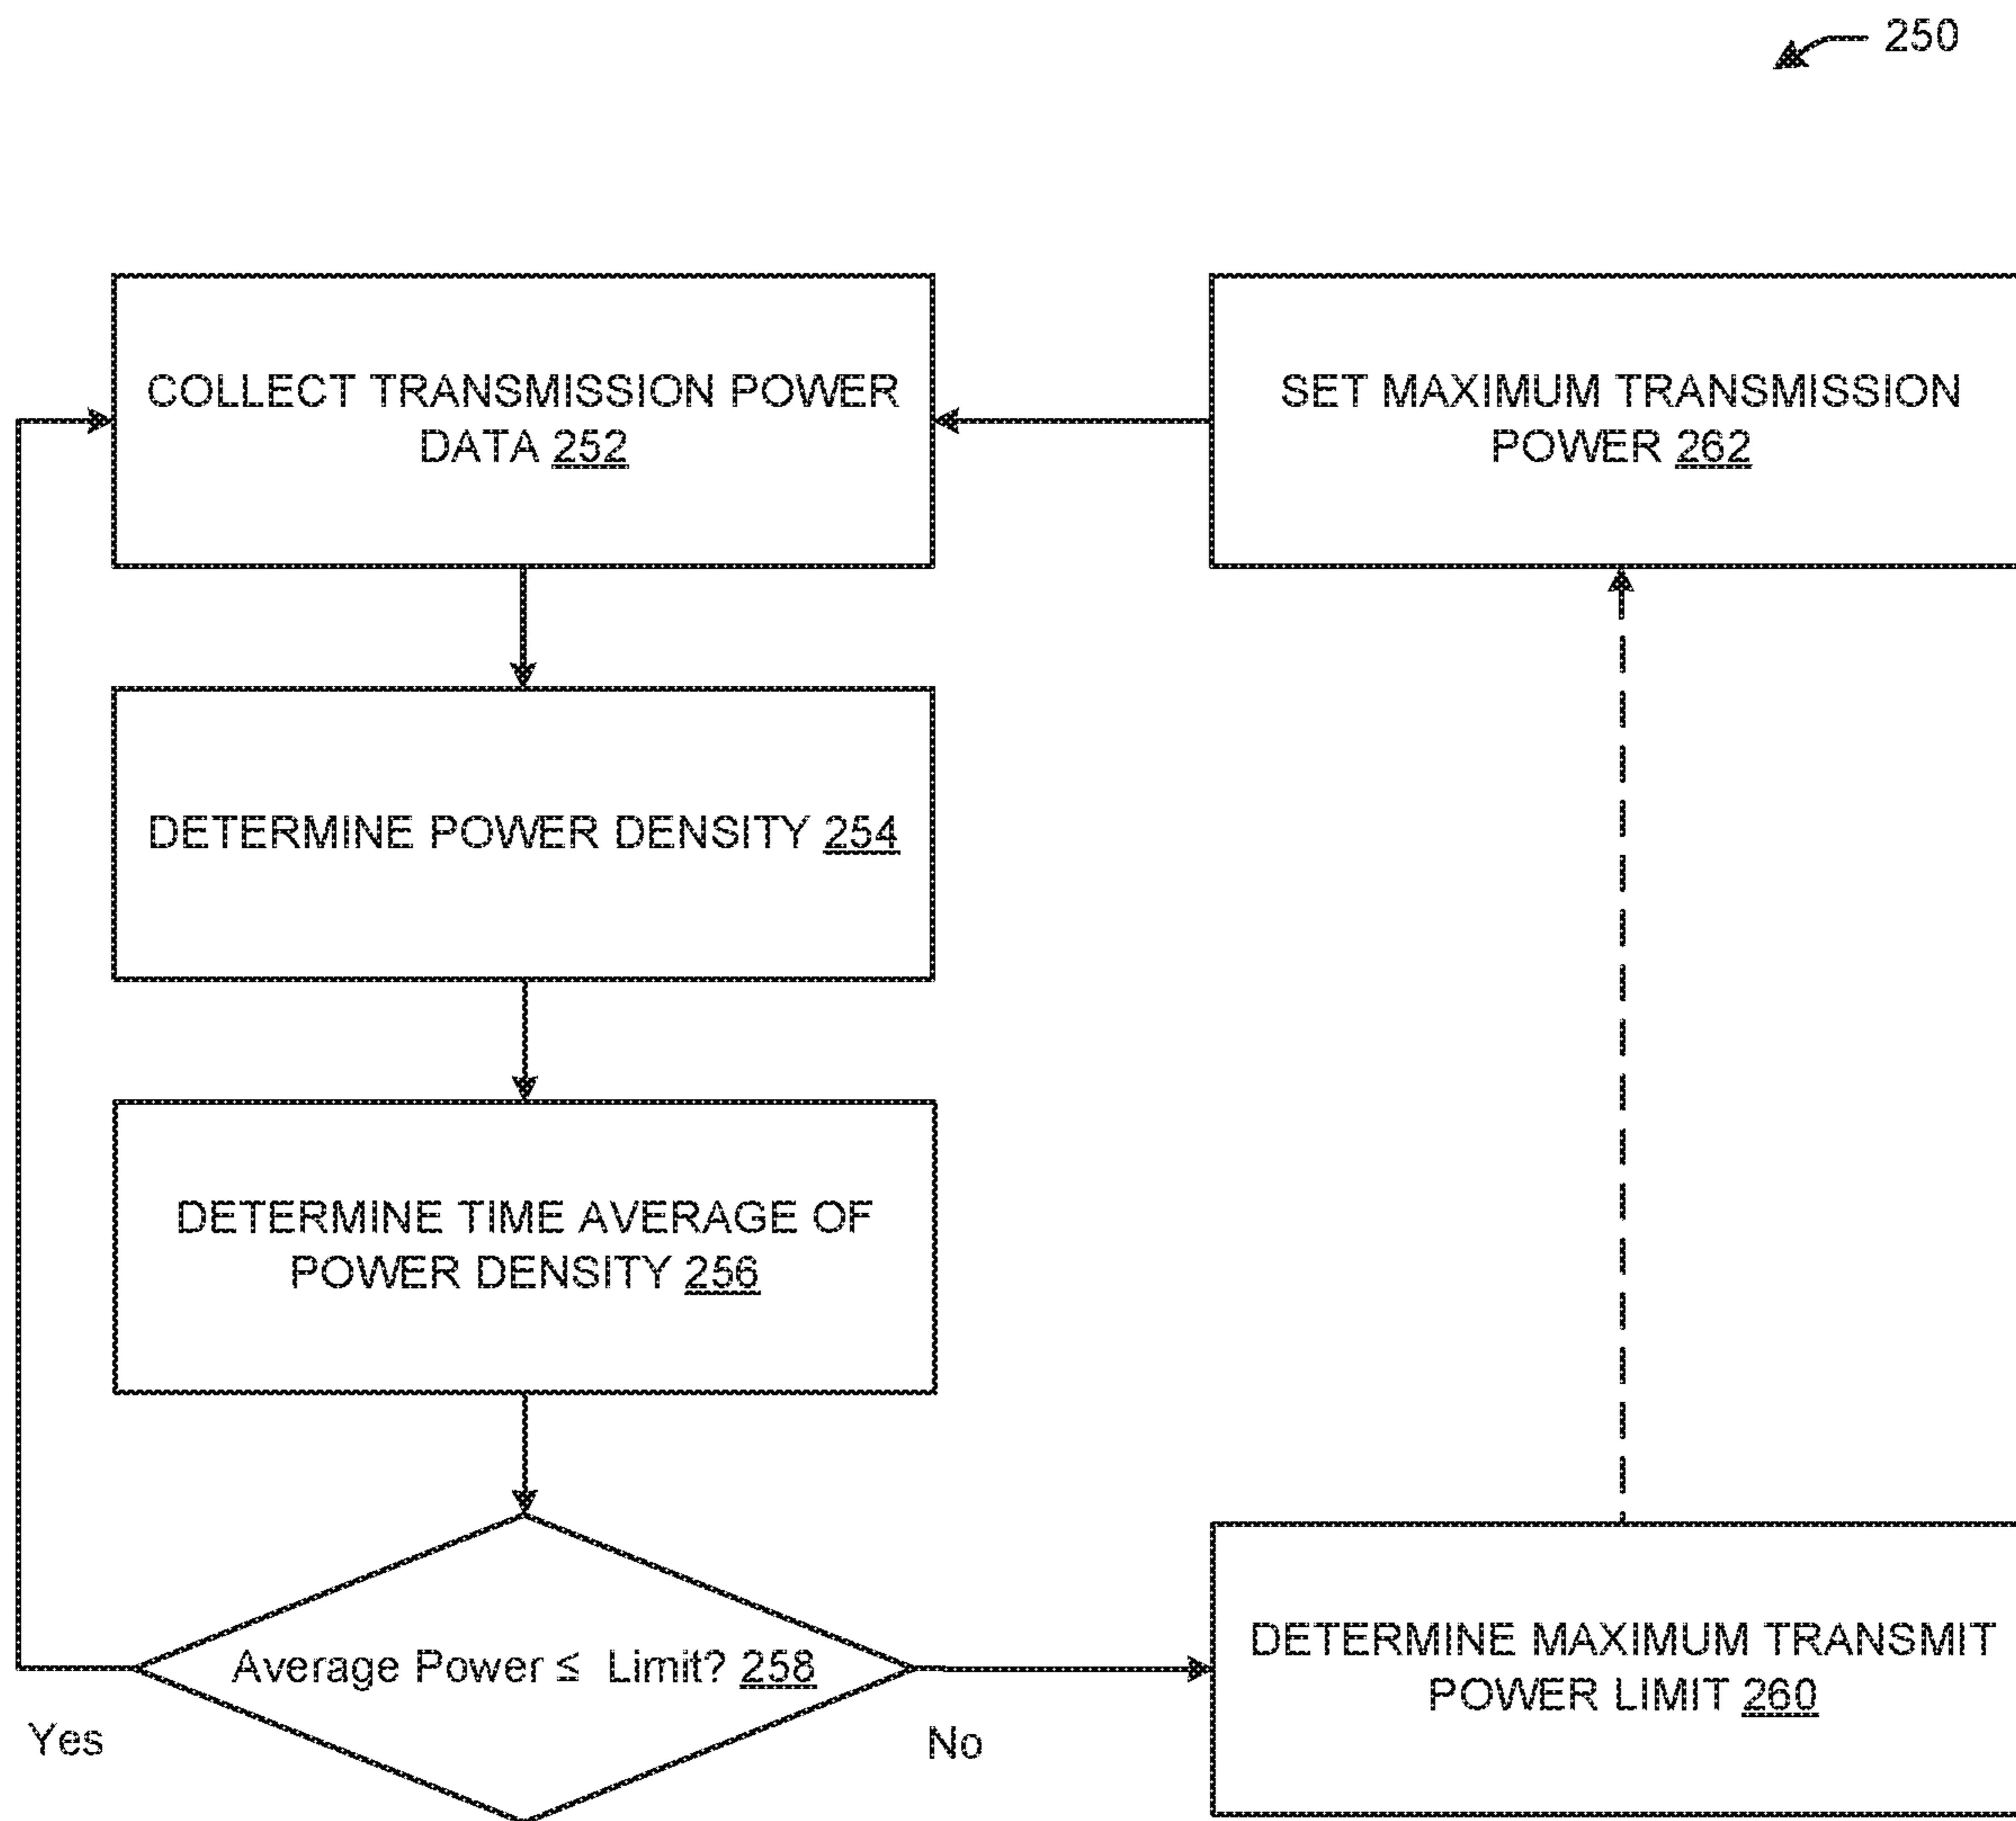 250
COLLECT TRANSMISSION POWER
DATA 252
SET MAXIMUM TRANSMISSION
POWER 262
DETERMINE POWER DENSITY 254
DETERMINE TIME AVERAGE OF
POWER DENSITY 256
Average Power ≤ Limit? 258
DETERMINE MAXIMUM TRANSMIT
POWER LIMIT 260
Yes
No